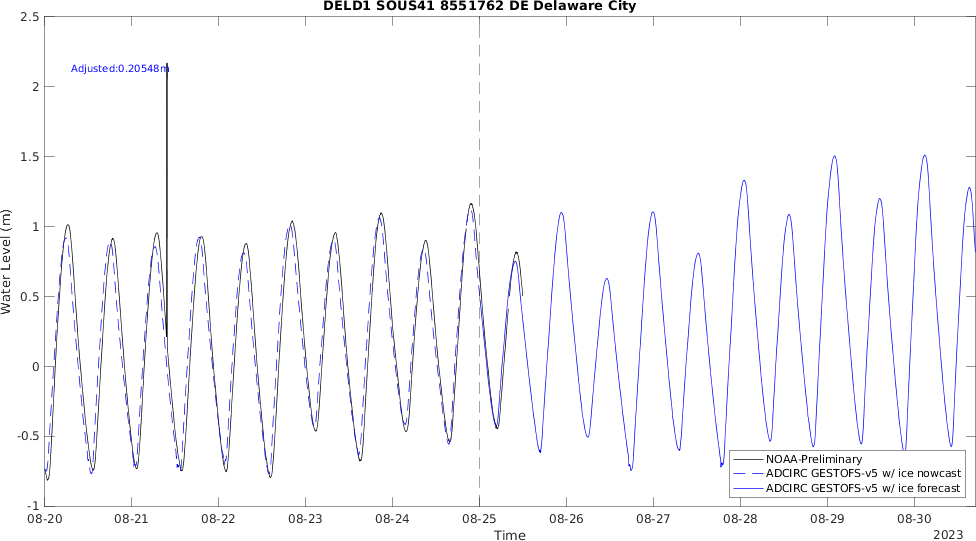 DELD1 SOUS41 8551762 DE Delaware City
2.5
2
1.5
1
0.5
0
-0.5
-1
Water Level (m)
Adjusted:0.20548m
NOAA-Preliminary
ADCIRC GESTOFS-v5 w/ ice nowcast
ADCIRC GESTOFS-v5 w/ ice forecast
08-20 08-21 08-22 08-23 08-24 08-25 08-26 08-27 08-28 08-29 08-30
Time
2023